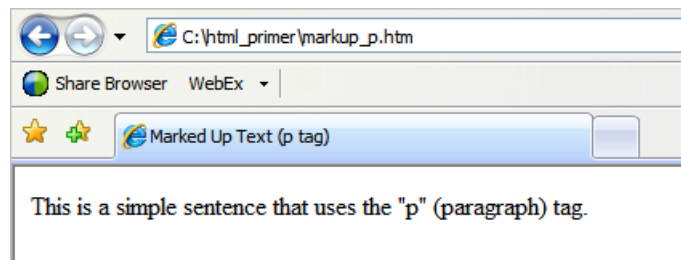 C:\html_primer\markup_p.htm
Share Browser WebEx
Marked Up Text (p tag)
This is a simple sentence that uses the "p" (paragraph) tag.